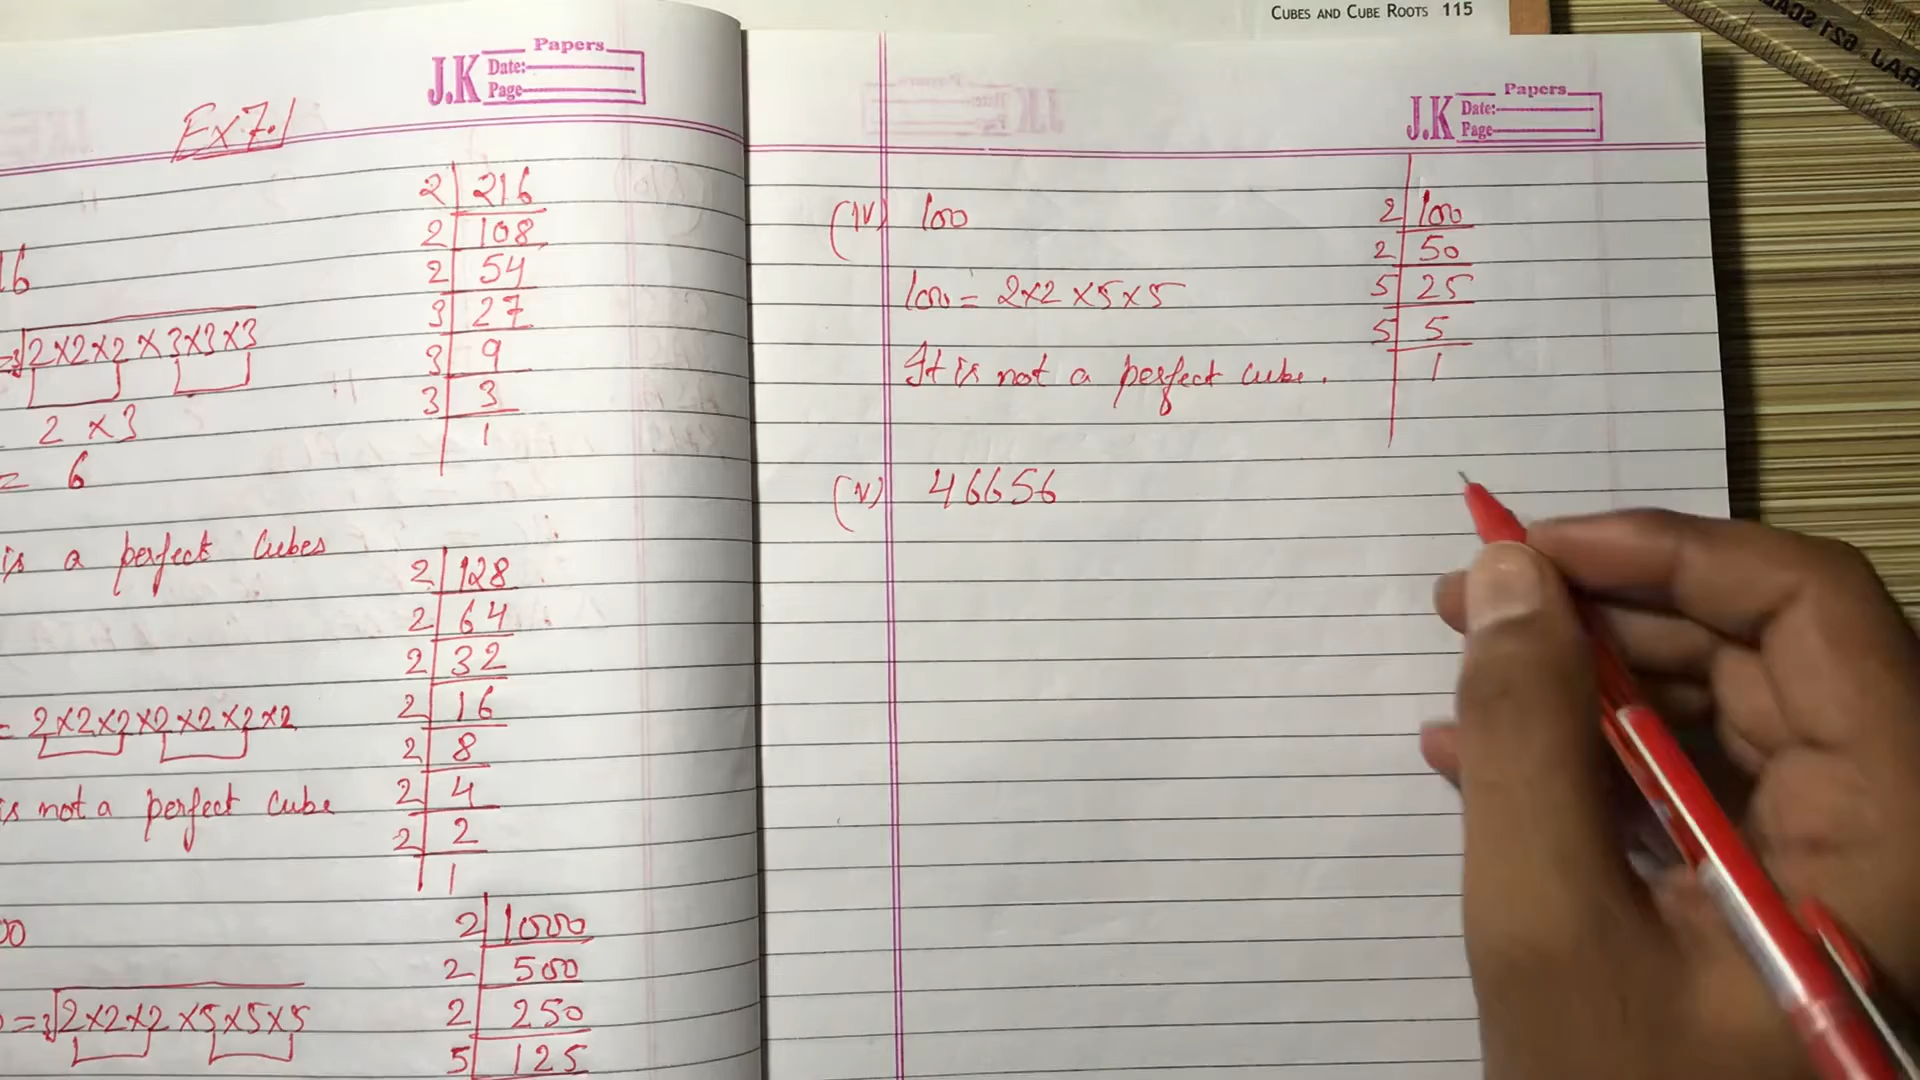 CUBES AND CUBE ROOTS 115
J.K Papers
Date:
Page
Ex 7.1
2 | 216
2 | 108
2 | 54
3 | 27
3 | 9
3 | 3
1
16
=3√2×2×2×3×3×3
= 2×3
= 6
is a perfect cubes
2 | 128
2 | 64
2 | 32
2 | 16
2 | 8
2 | 4
2 | 2
1
= 2×2×2×2×2×2×2
is not a perfect cube
00
=3√2×2×2×5×5×5
2 | 1000
2 | 500
2 | 250
5 | 125
J.K Papers
Date:
Page
(IV) 100
100 = 2×2×5×5
It is not a perfect cube.
2 | 100
2 | 50
5 | 25
5 | 5
1
(V) 46656